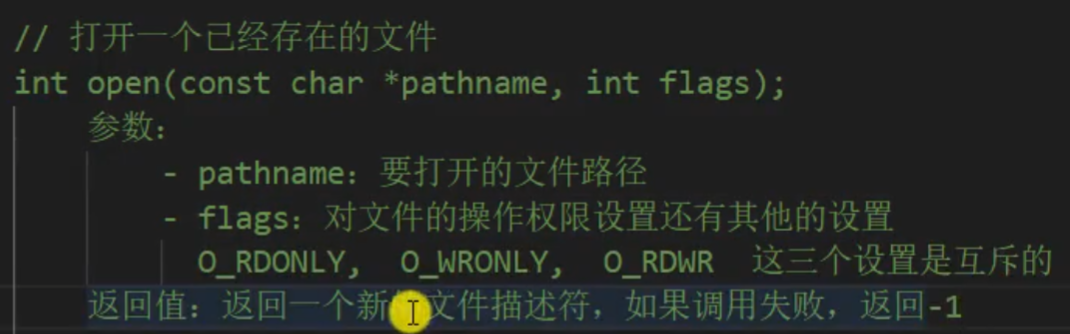 // 打开一个已经存在的文件
int open(const char *pathname, int flags);
参数：
- pathname：要打开的文件路径
- flags：对文件的操作权限设置还有其他的设置
O_RDONLY,  O_WRONLY,  O_RDWR  这三个设置是互斥的
返回值：返回一个新 文件描述符，如果调用失败，返回-1